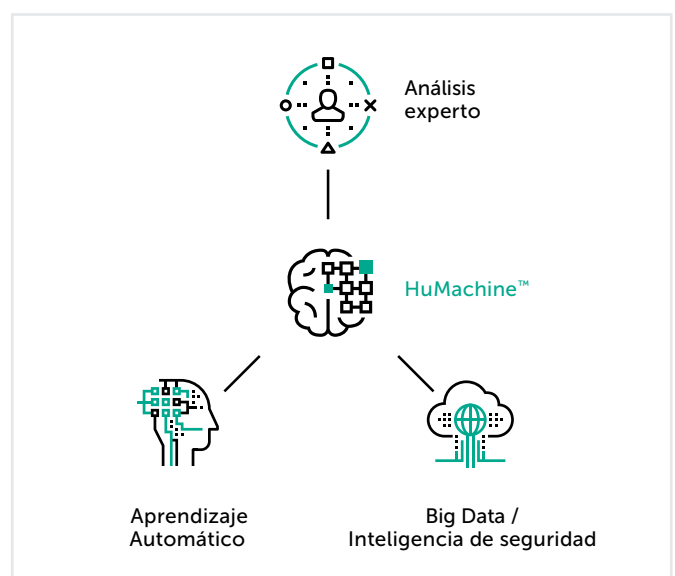 Análisis
experto
HuMachine™
Aprendizaje
Automático
Big Data /
Inteligencia de seguridad